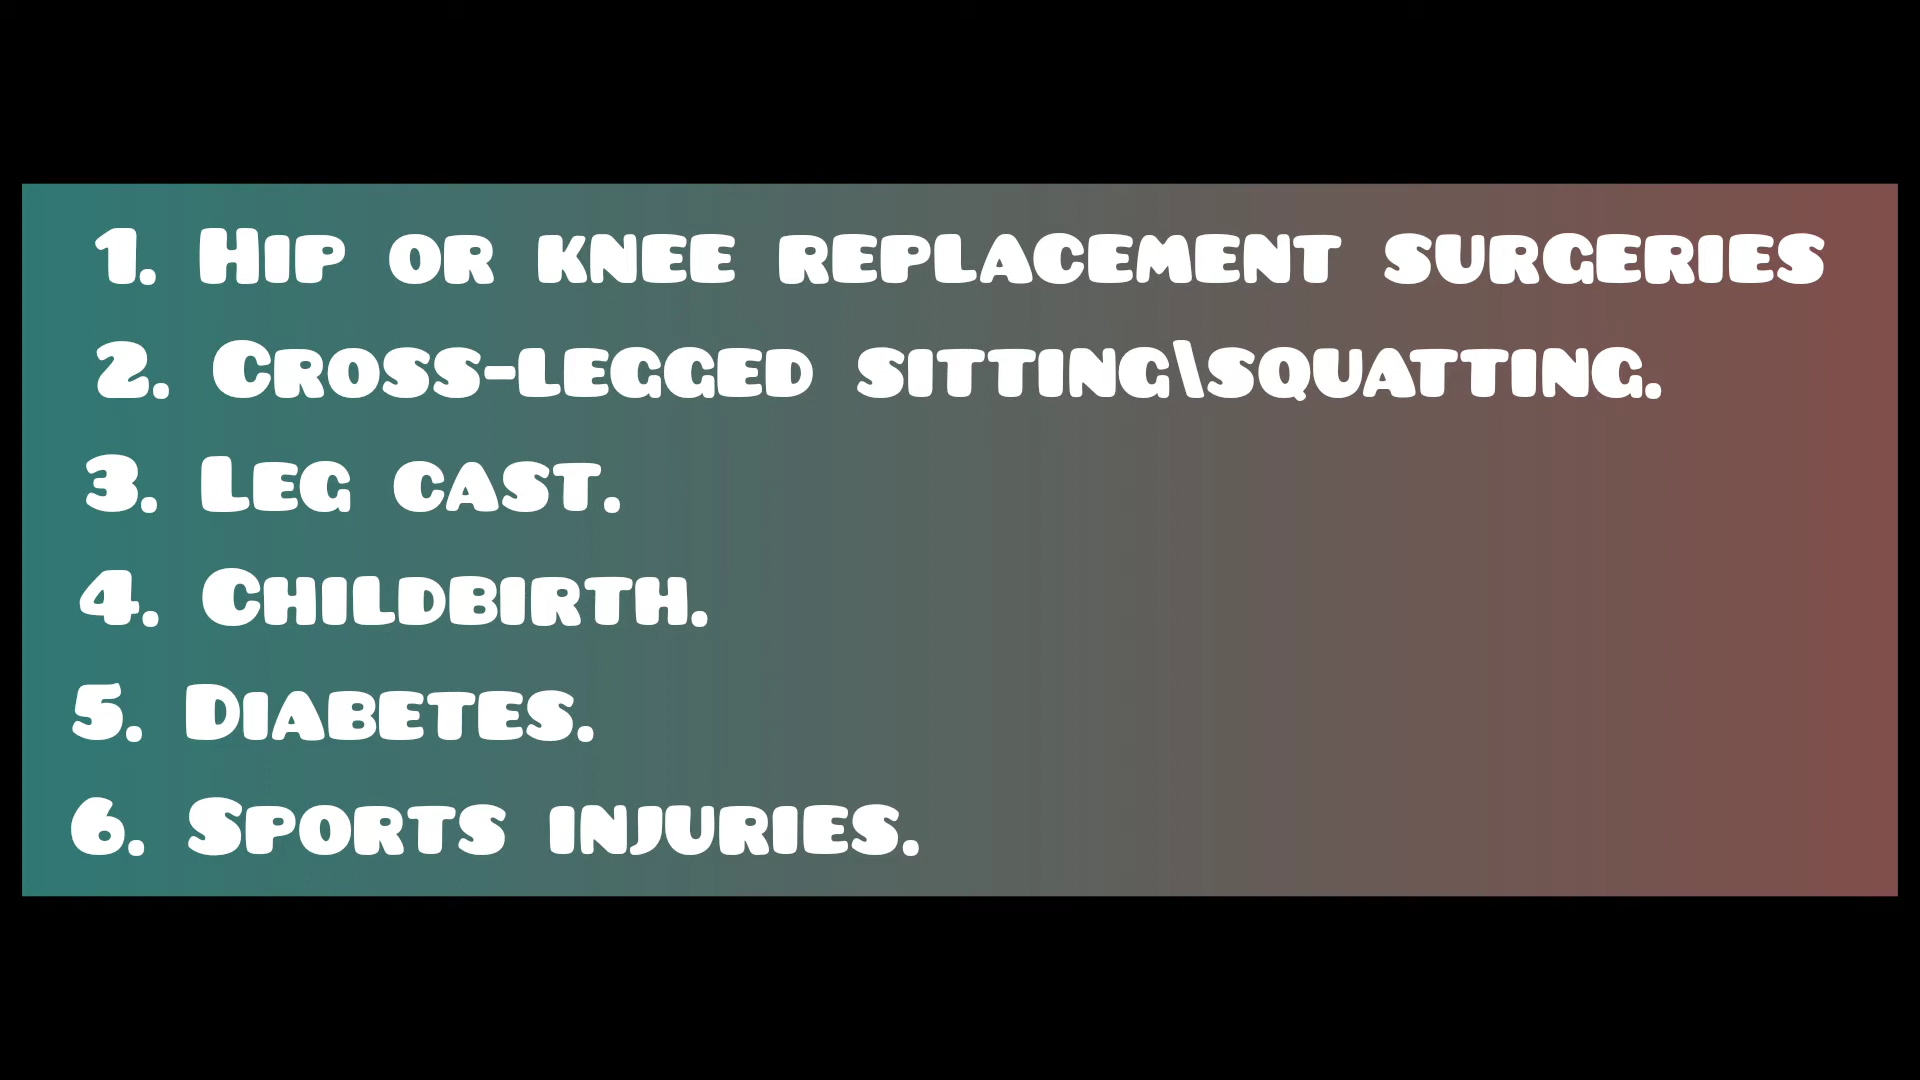 1. Hip or knee replacement surgeries
2. Cross-legged sitting\squatting.
3. Leg cast.
4. Childbirth.
5. Diabetes.
6. Sports injuries.